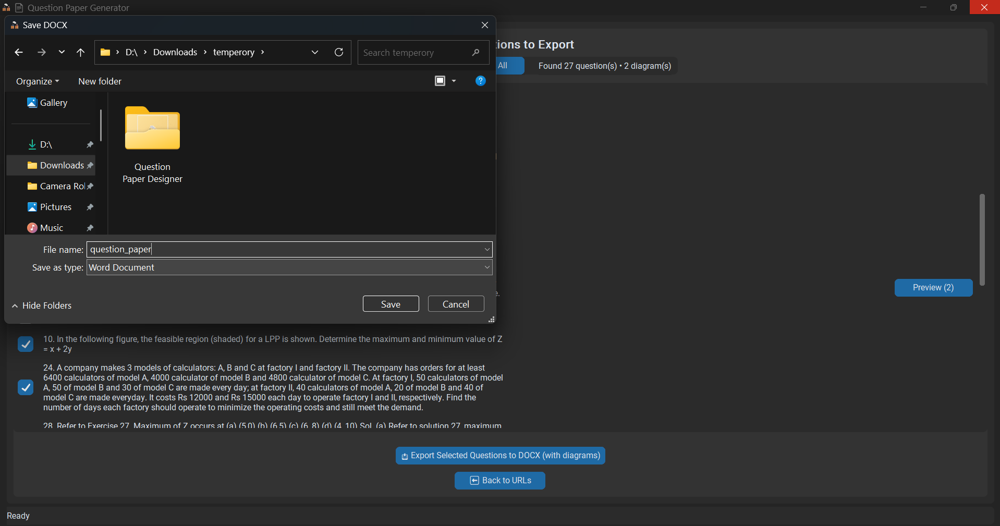 Question Paper Generator
Save DOCX
D:\ > Downloads > temperory >
Search temperory
Organize
New folder
Gallery
D:\
Downloads
Camera Rol
Pictures
Music
Question
Paper Designer
File name: question_paper
Save as type: Word Document
Hide Folders
Save
Cancel
ions to Export
All
Found 27 question(s) • 2 diagram(s)
e.
Preview (2)
10. In the following figure, the feasible region (shaded) for a LPP is shown. Determine the maximum and minimum value of Z
= x + 2y
24. A company makes 3 models of calculators: A, B and C at factory I and factory II. The company has orders for at least
6400 calculators of model A, 4000 calculator of model B and 4800 calculator of model C. At factory I, 50 calculators of model
A, 50 of model B and 30 of model C are made every day; at factory II, 40 calculators of model A, 20 of model B and 40 of
model C are made everyday. It costs Rs 12000 and Rs 15000 each day to operate factory I and II, respectively. Find the
number of days each factory should operate to minimize the operating costs and still meet the demand.
28. Refer to Exercise 27. Maximum of Z occurs at (a) (5,0) (b) (6,5) (c) (6, 8) (d) (4, 10) Sol. (a) Refer to solution 27, maximum
Export Selected Questions to DOCX (with diagrams)
Back to URLs
Ready